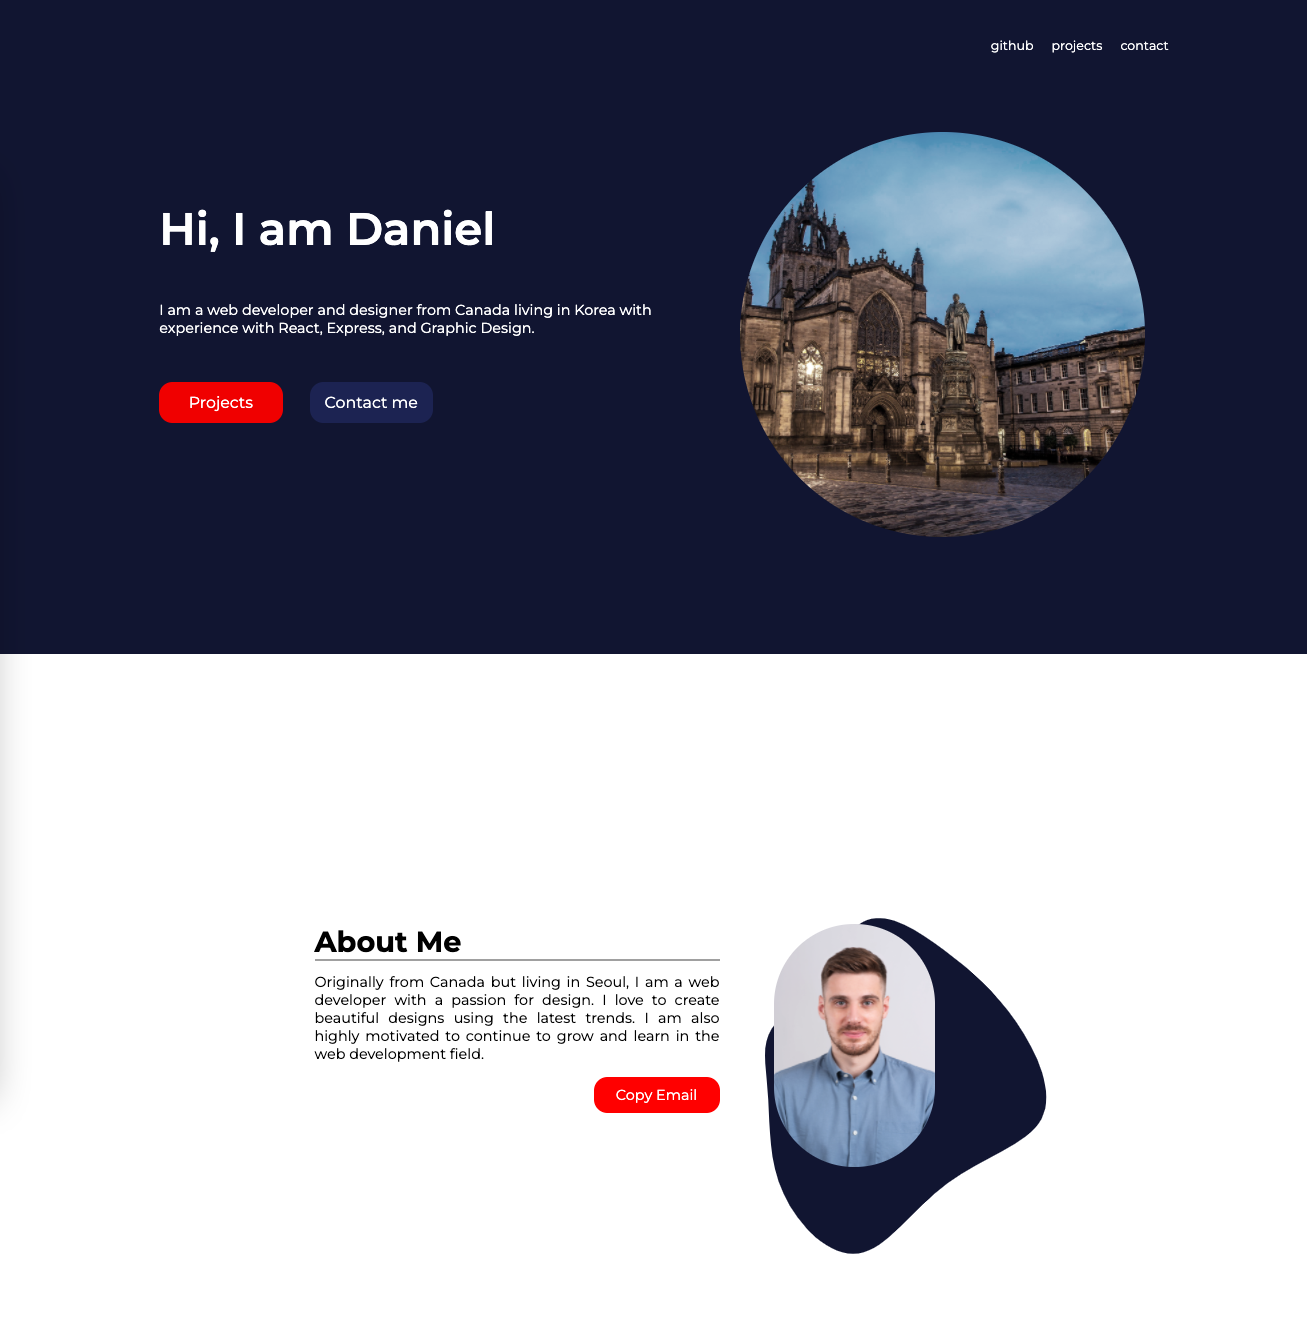 github projects contact
Hi, I am Daniel
I am a web developer and designer from Canada living in Korea with
experience with React, Express, and Graphic Design.
Projects Contact me
About Me
Originally from Canada but living in Seoul, I am a web
developer with a passion for design. I love to create
beautiful designs using the latest trends. I am also
highly motivated to continue to grow and learn in the
web development field.
Copy Email